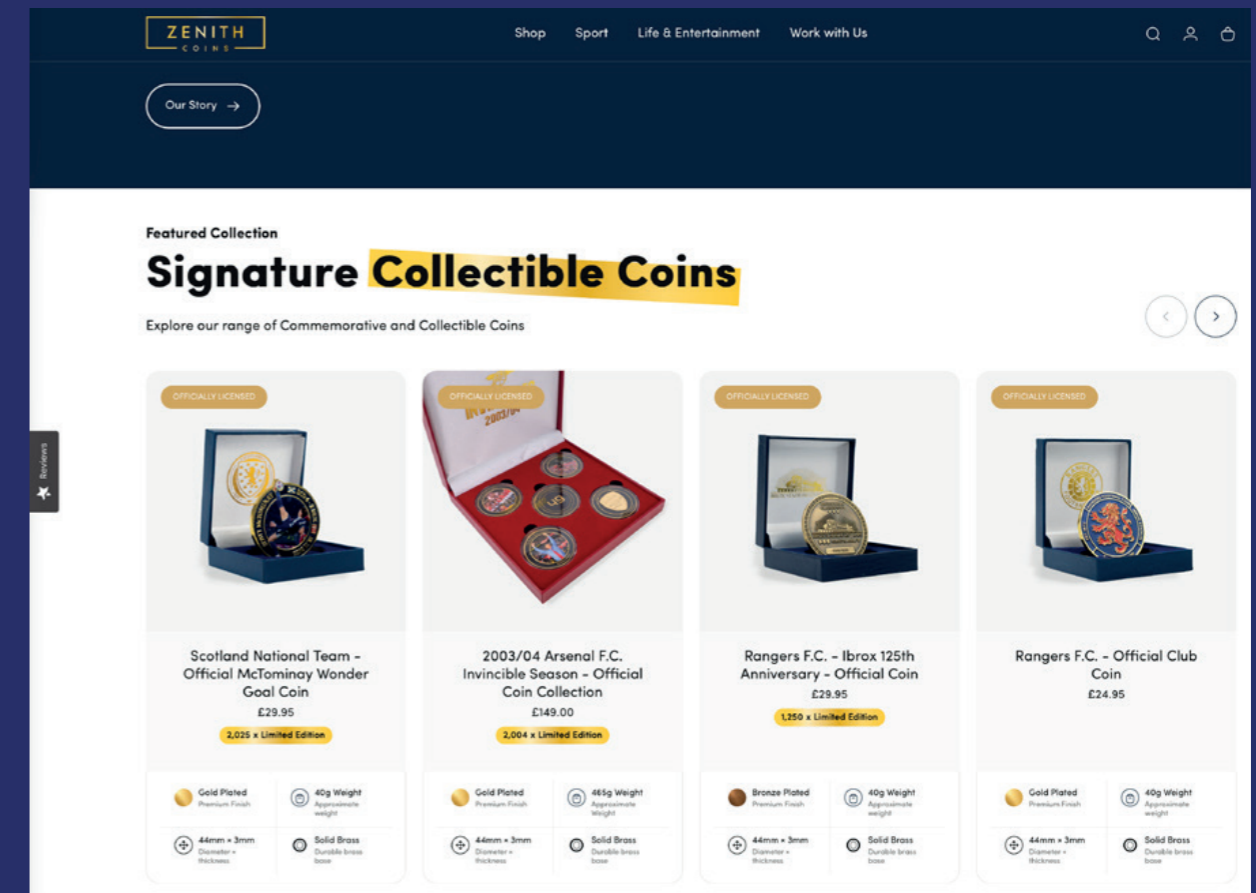 ZENITH
COINS
Shop Sport Life & Entertainment Work with Us
Our Story →
Featured Collection
Signature Collectible Coins
Explore our range of Commemorative and Collectible Coins
Reviews
OFFICIALLY LICENSED
OFFICIALLY LICENSED
OFFICIALLY LICENSED
OFFICIALLY LICENSED
2003/04
Scotland National Team -
Official McTominay Wonder
Goal Coin
£29.95
2,025 x Limited Edition
2003/04 Arsenal F.C.
Invincible Season - Official
Coin Collection
£149.00
2,004 x Limited Edition
Rangers F.C. - Ibrox 125th
Anniversary - Official Coin
£29.95
1,250 x Limited Edition
Rangers F.C. - Official Club
Coin
£24.95
Gold Plated
Premium Finish
40g Weight
Approximate
weight
44mm × 3mm
Diameter ×
thickness
Solid Brass
Durable brass
base
Gold Plated
Premium Finish
465g Weight
Approximate
Weight
44mm × 3mm
Diameter ×
thickness
Solid Brass
Durable brass
base
Bronze Plated
Premium Finish
40g Weight
Approximate
weight
44mm × 3mm
Diameter ×
thickness
Solid Brass
Durable brass
base
Gold Plated
Premium Finish
40g Weight
Approximate
weight
44mm × 3mm
Diameter ×
thickness
Solid Brass
Durable brass
base